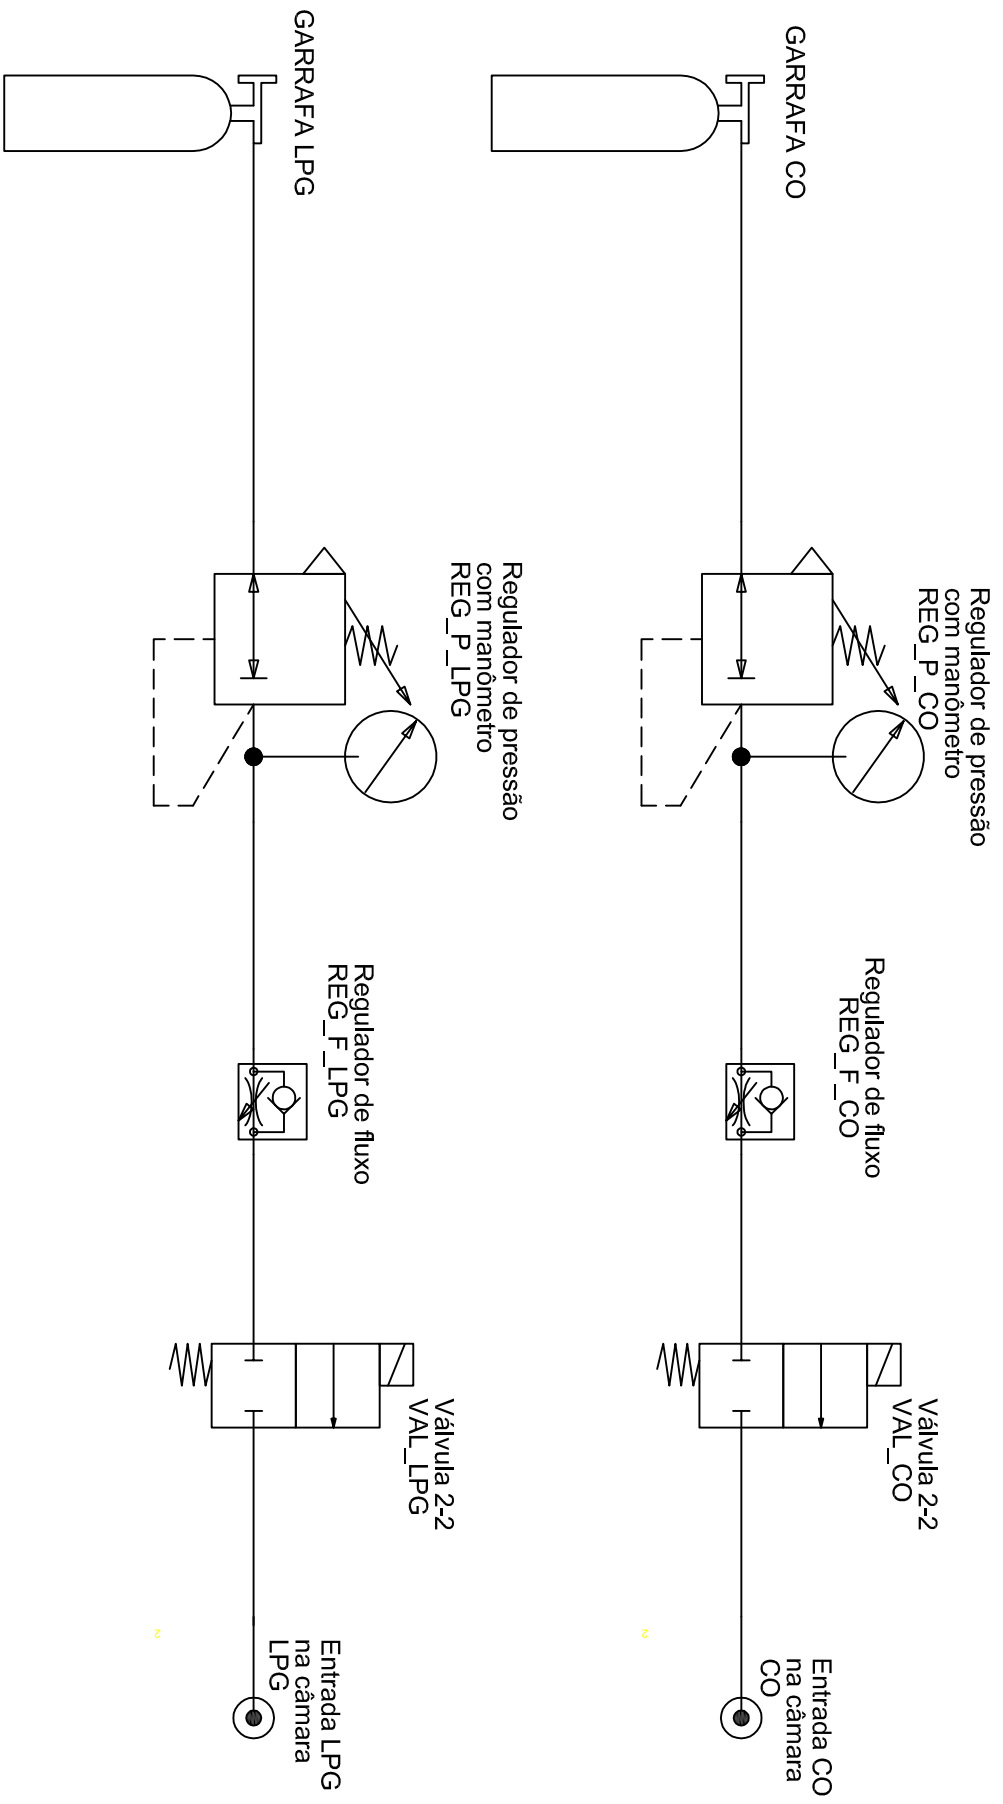 GARRAFA CO
Regulador de pressão
com manômetro
REG_P_CO
Regulador de fluxo
REG_F_CO
Válvula 2-2
VAL_CO
Entrada CO
na câmara
CO
2
GARRAFA LPG
Regulador de pressão
com manômetro
REG_P_LPG
Regulador de fluxo
REG_F_LPG
Válvula 2-2
VAL_LPG
Entrada LPG
na câmara
LPG
2